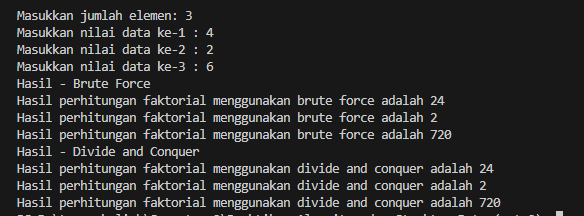 Masukkan jumlah elemen: 3
Masukkan nilai data ke-1 : 4
Masukkan nilai data ke-2 : 2
Masukkan nilai data ke-3 : 6
Hasil - Brute Force
Hasil perhitungan faktorial menggunakan brute force adalah 24
Hasil perhitungan faktorial menggunakan brute force adalah 2
Hasil perhitungan faktorial menggunakan brute force adalah 720
Hasil - Divide and Conquer
Hasil perhitungan faktorial menggunakan divide and conquer adalah 24
Hasil perhitungan faktorial menggunakan divide and conquer adalah 2
Hasil perhitungan faktorial menggunakan divide and conquer adalah 720